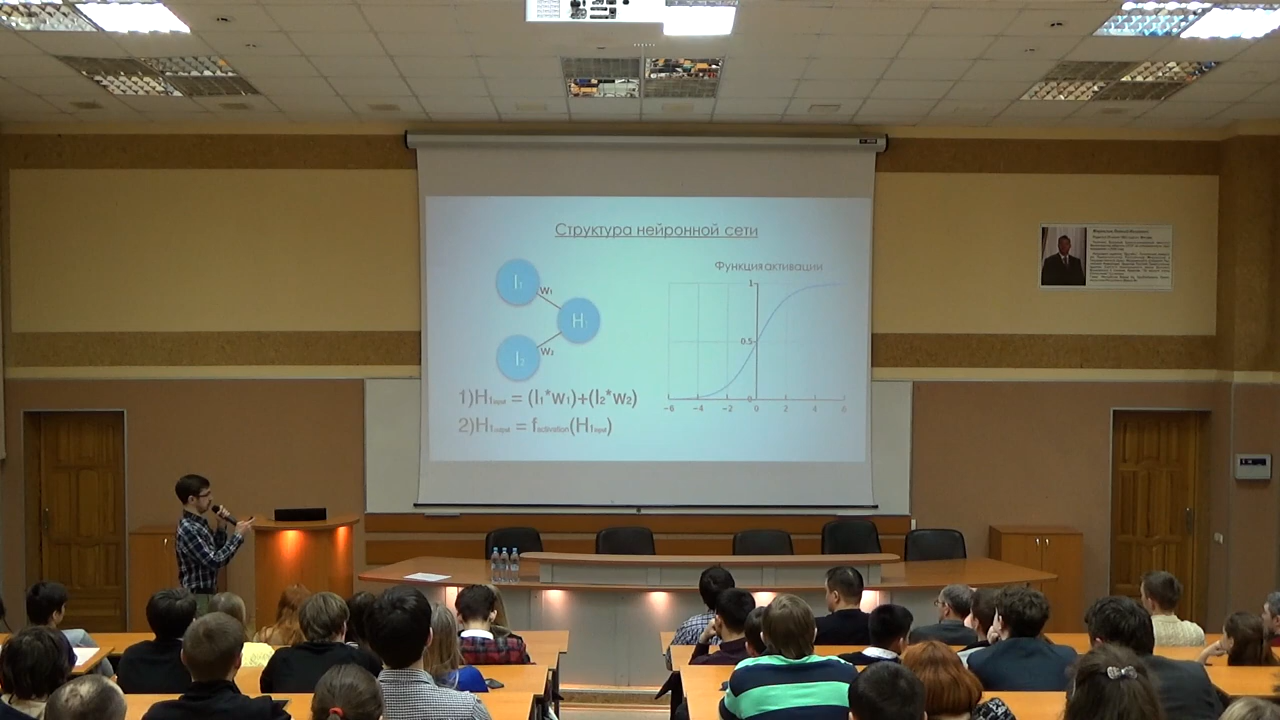 Структура нейронной сети
Функция активации
I₁
w₁
H
I₂
w₂
1
0.5
0
−6 −4 −2 0 2 4 6
1)H₁input = (I₁*w₁)+(I₂*w₂)
2)H₁output = factivation(H₁input)